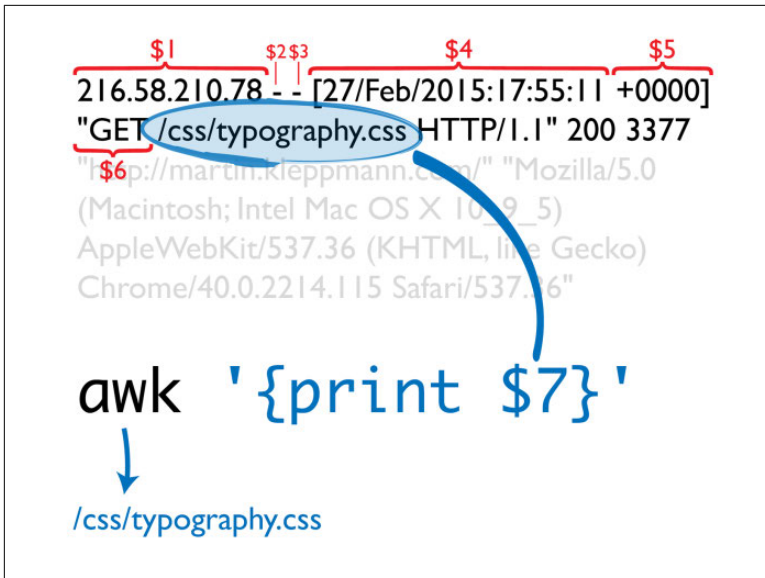 $1 $2 $3 $4 $5
216.58.210.78 - - [27/Feb/2015:17:55:11 +0000]
"GET /css/typography.css HTTP/1.1" 200 3377
$6
"http://martin.kleppmann.com/" "Mozilla/5.0
(Macintosh; Intel Mac OS X 10_9_5)
AppleWebKit/537.36 (KHTML, like Gecko)
Chrome/40.0.2214.115 Safari/537.36"
awk '{print $7}'
/css/typography.css